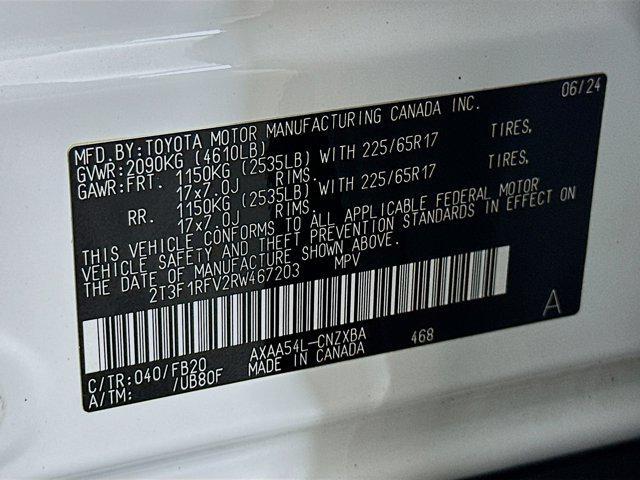 MFD.BY:TOYOTA MOTOR MANUFACTURING CANADA INC. 06/24
GVWR:2090KG (4610LB)
GAWR:FRT. 1150KG (2535LB) WITH 225/65R17 TIRES,
17x7.0J RIMS.
RR. 1150KG (2535LB) WITH 225/65R17 TIRES,
17x7.0J RIMS.
THIS VEHICLE CONFORMS TO ALL APPLICABLE FEDERAL MOTOR
VEHICLE SAFETY AND THEFT PREVENTION STANDARDS IN EFFECT ON
THE DATE OF MANUFACTURE SHOWN ABOVE.
2T3F1RFV2RW467203 MPV
A
C/TR:040/FB20 AXAA54L-CNZXBA 468
A/TM: /UB80F MADE IN CANADA